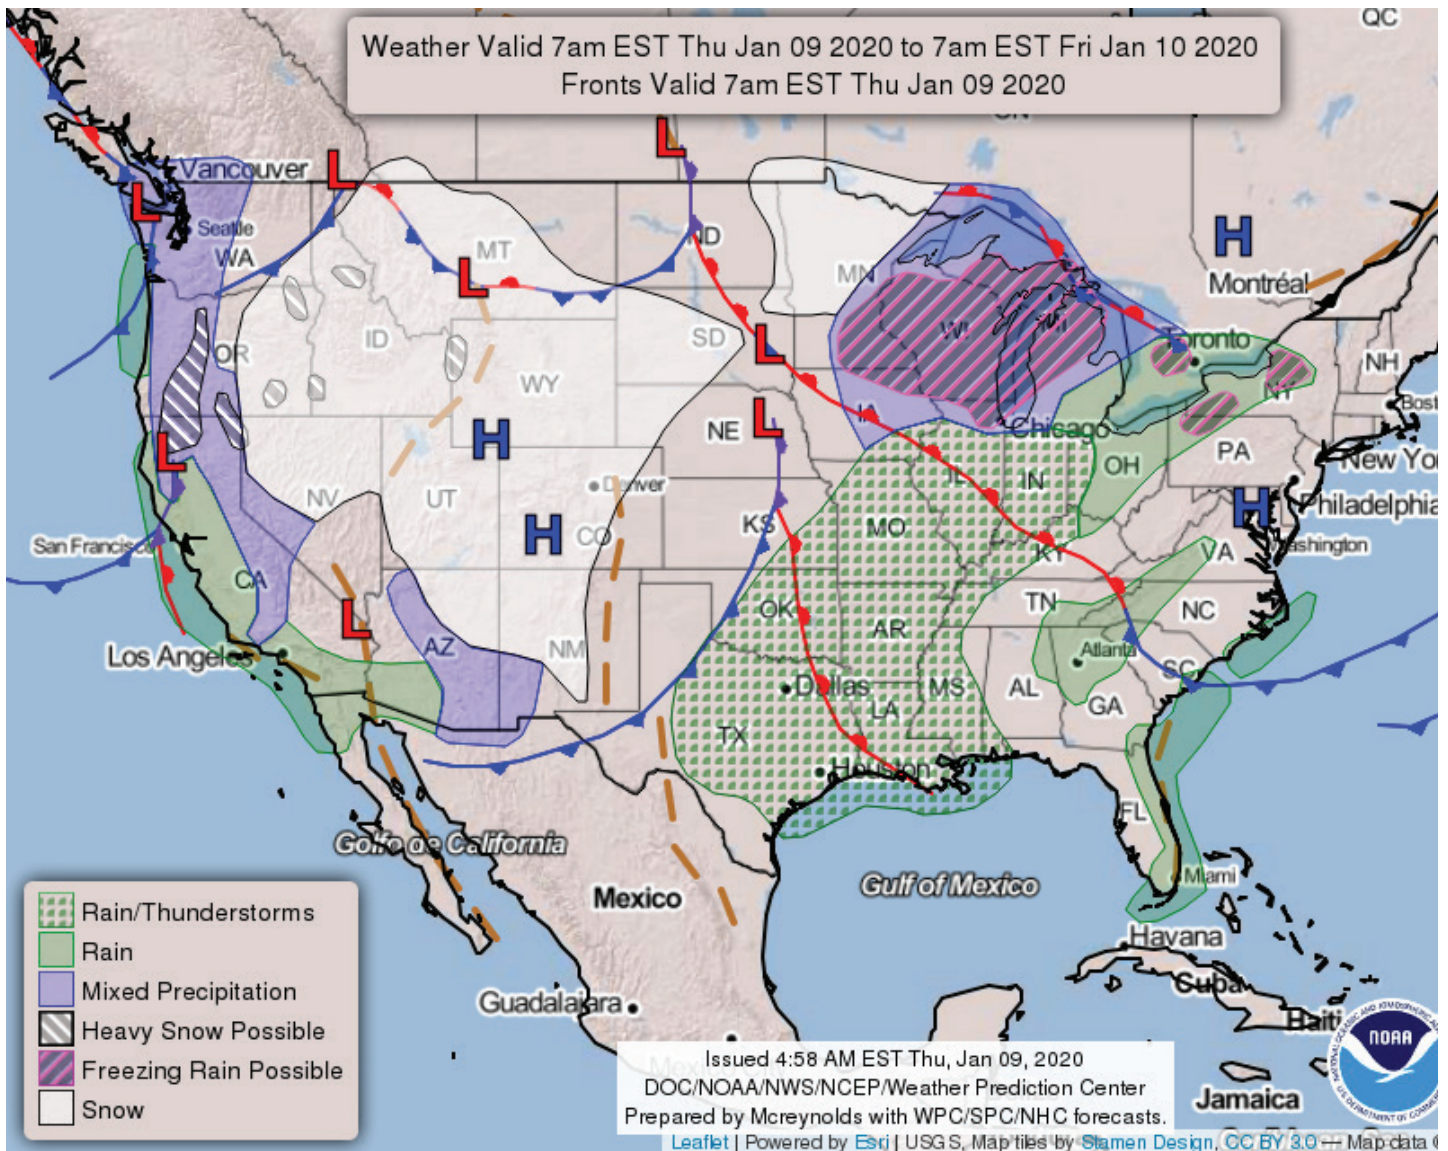 Weather Valid 7am EST Thu Jan 09 2020 to 7am EST Fri Jan 10 2020
Fronts Valid 7am EST Thu Jan 09 2020
QC
Vancouver
L
L
L
L
Seattle
WA
MT
ND
MN
H
Montréal
L
OR
ID
WY
SD
L
WI
MI
Toronto
NH
NY
Bost
L
H
NE
IA
Chicago
PA
New Yo
L
NV
UT
Denver
IL
IN
OH
H
Philadelphia
San Francisc
H
CO
KS
MO
KY
VA
ashington
CA
L
OK
AR
TN
NC
Los Angeles
AZ
NM
Atlanta
SC
Dallas
MS
AL
GA
LA
TX
Houston
FL
Golfo de California
Mexico
Gulf of Mexico
Miami
Havana
Cuba
Guadalajara
Haiti
Jamaica
Mexico City
Rain/Thunderstorms
Rain
Mixed Precipitation
Heavy Snow Possible
Freezing Rain Possible
Snow
Issued 4:58 AM EST Thu, Jan 09, 2020
DOC/NOAA/NWS/NCEP/Weather Prediction Center
Prepared by Mcreynolds with WPC/SPC/NHC forecasts.
Leaflet | Powered by Esri | USGS, Map tiles by Stamen Design, CC BY 3.0 — Map data ©
NOAA